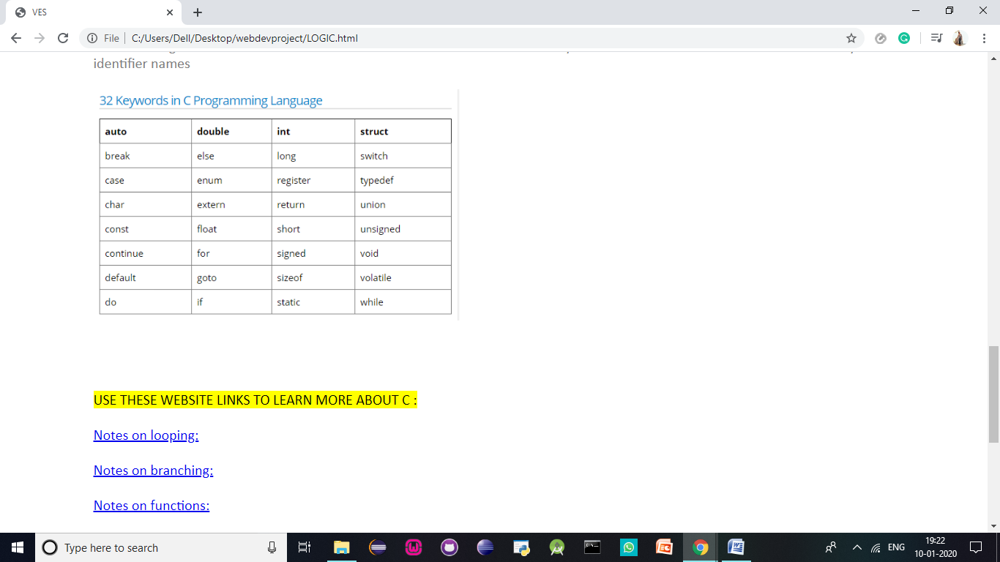 VES
File
C:/Users/Dell/Desktop/webdevproject/LOGIC.html
identifier names
32 Keywords in C Programming Language
auto double int struct
break else long switch
case enum register typedef
char extern return union
const float short unsigned
continue for signed void
default goto sizeof volatile
do if static while
USE THESE WEBSITE LINKS TO LEARN MORE ABOUT C :
Notes on looping:
Notes on branching:
Notes on functions:
Type here to search
ENG
19:22
10-01-2020